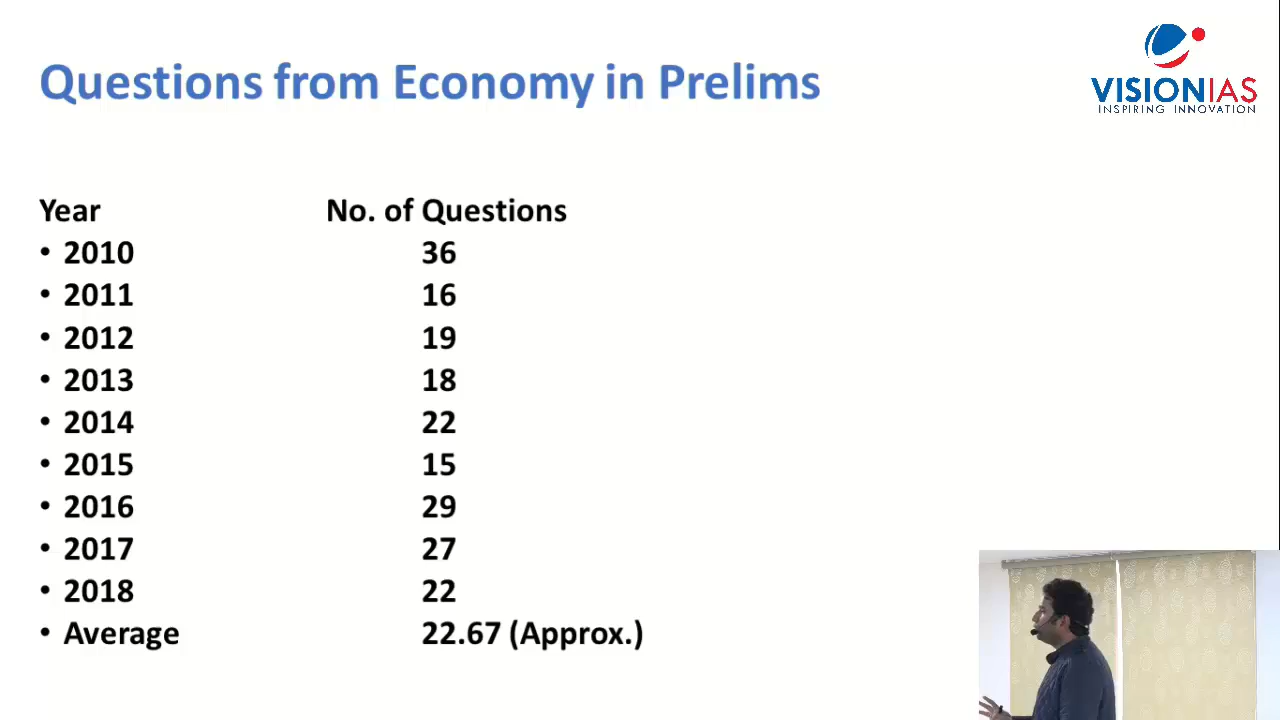 Questions from Economy in Prelims
VISIONIAS
INSPIRING INNOVATION
Year No. of Questions
• 2010 36
• 2011 16
• 2012 19
• 2013 18
• 2014 22
• 2015 15
• 2016 29
• 2017 27
• 2018 22
• Average 22.67 (Approx.)